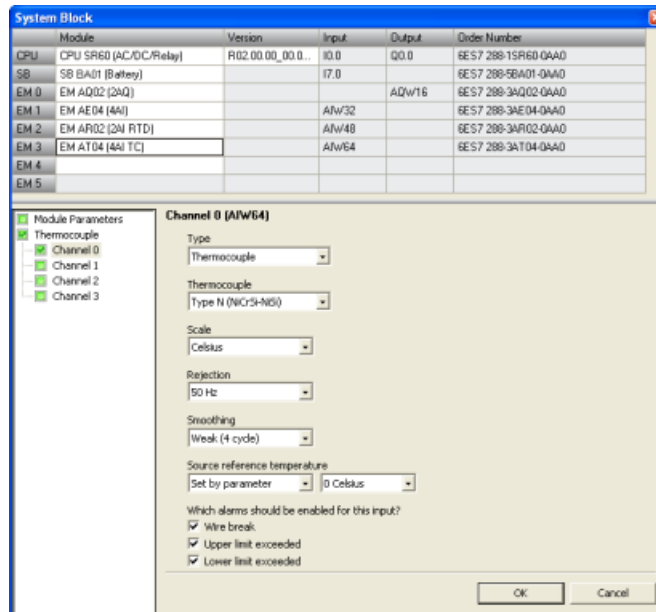 System Block
Module Version Input Output Order Number
CPU CPU SR60 (AC/DC/Relay) R02.00.00_00.0... I0.0 Q0.0 6ES7 288-1SR60-0AA0
SB SB BA01 (Battery) I7.0 6ES7 288-5BA01-0AA0
EM 0 EM AQ02 (2AQ) AQW16 6ES7 288-3AQ02-0AA0
EM 1 EM AE04 (4AI) AIW32 6ES7 288-3AE04-0AA0
EM 2 EM AR02 (2AI RTD) AIW48 6ES7 288-3AR02-0AA0
EM 3 EM AT04 (4AI TC) AIW64 6ES7 288-3AT04-0AA0
EM 4
EM 5
Module Parameters
Thermocouple
Channel 0
Channel 1
Channel 2
Channel 3
Channel 0 (AIW64)
Type
Thermocouple
Thermocouple
Type N (NiCrSi-NiSi)
Scale
Celsius
Rejection
50 Hz
Smoothing
Weak (4 cycle)
Source reference temperature
Set by parameter 0 Celsius
Which alarms should be enabled for this input?
Wire break
Upper limit exceeded
Lower limit exceeded
OK Cancel